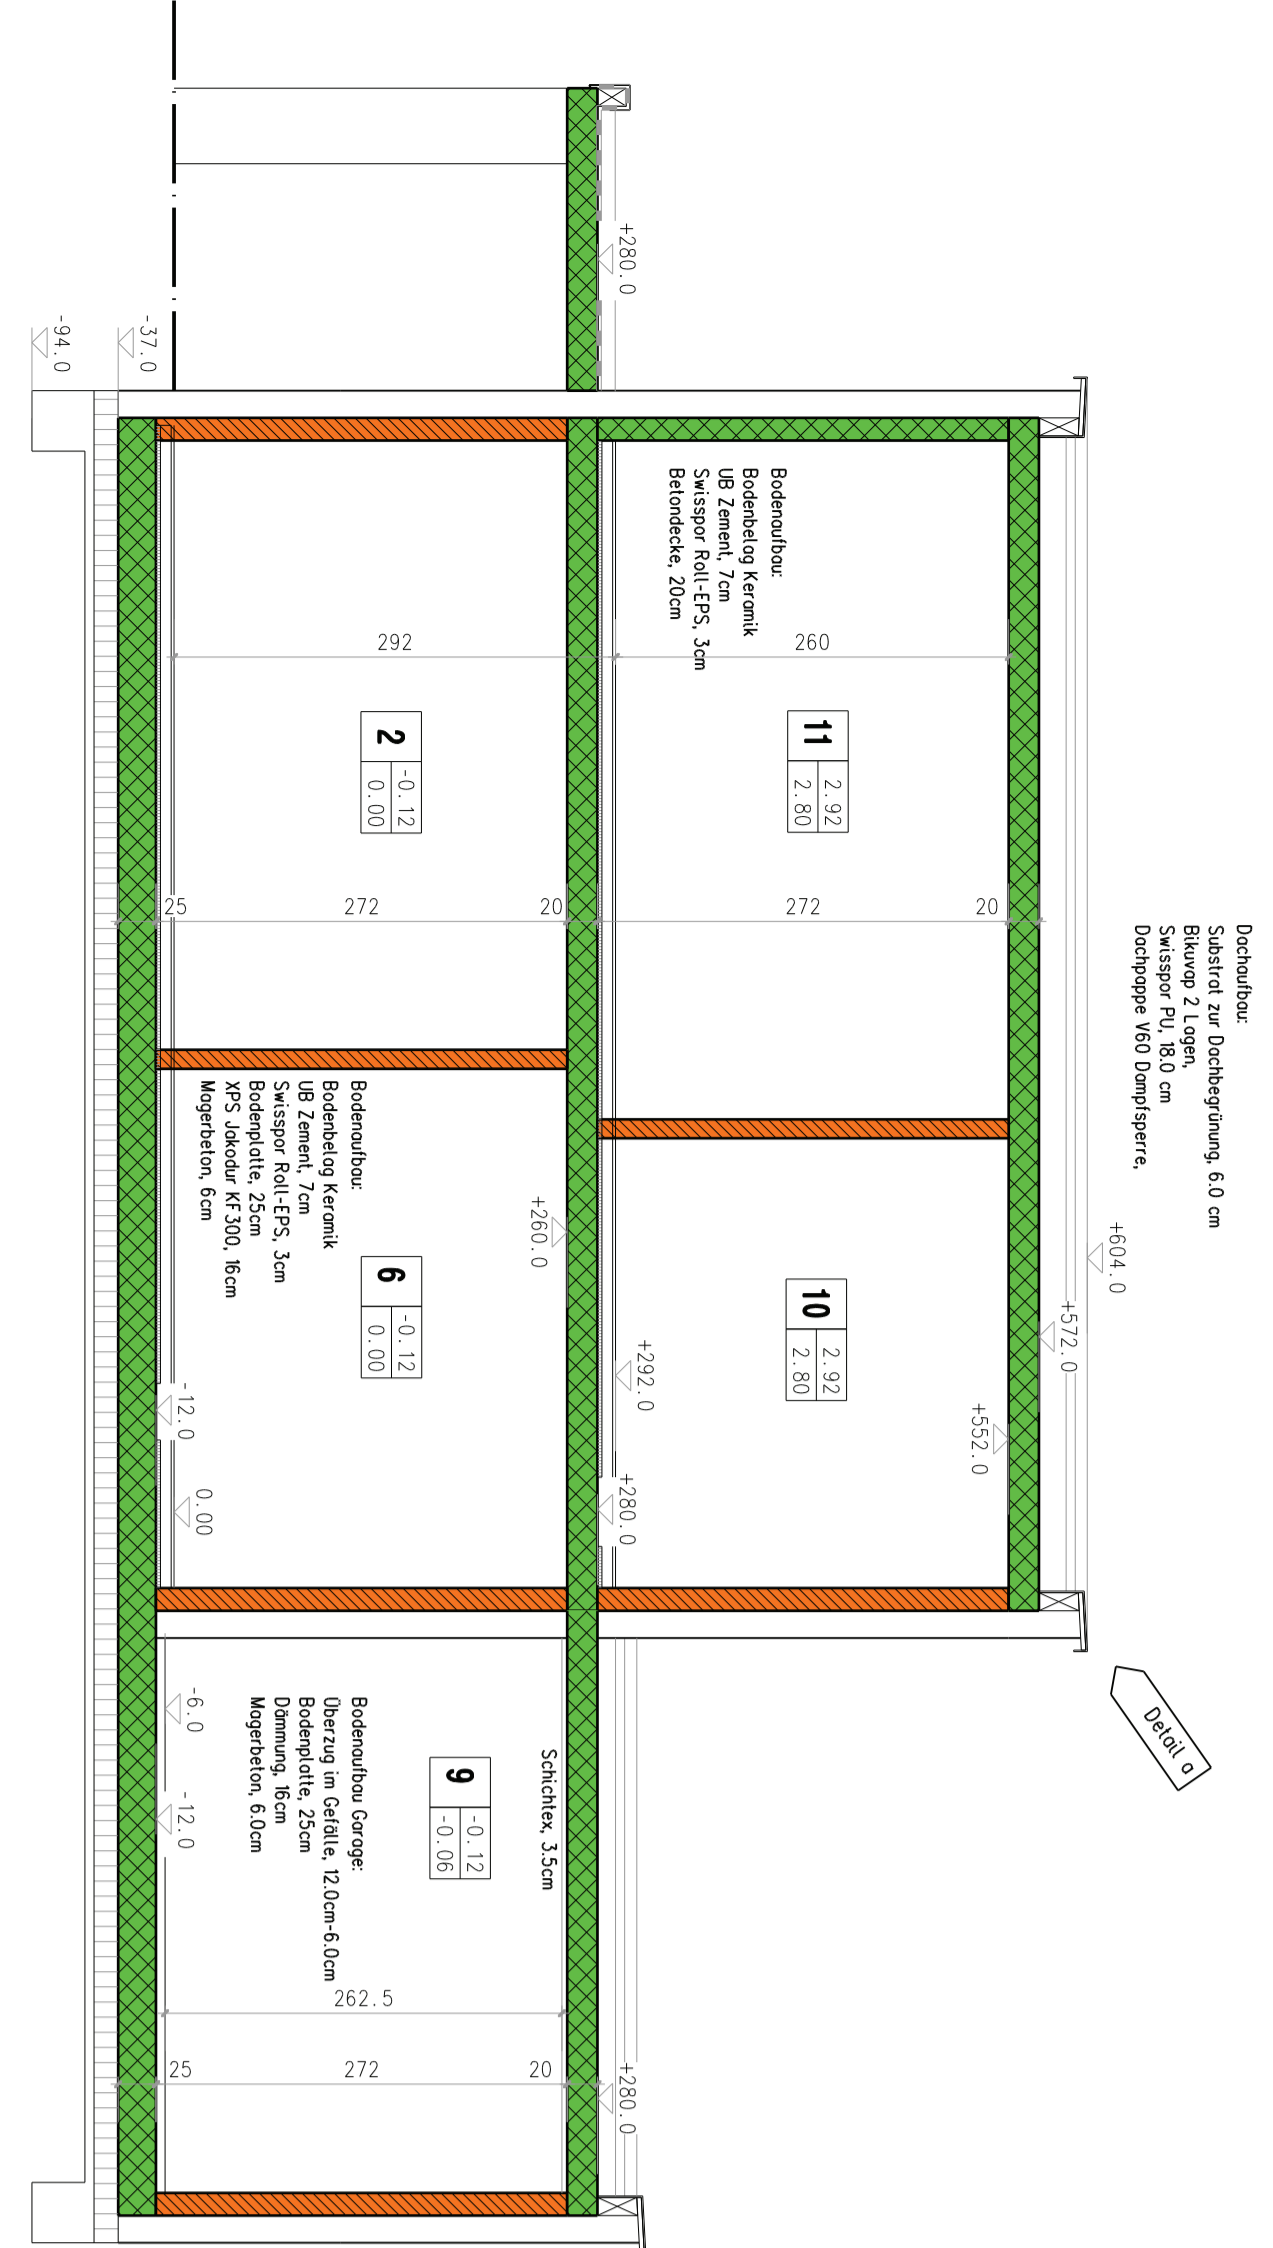 Dachaufbau:
Substrat zur Dachbegrünung, 6.0 cm
Bikuvap 2 Lagen,
Swisspor PU, 18.0 cm
Dachpappe V60 Dampfsperre,
+604.0
+572.0
+552.0
Detail a
Bodenaufbau:
Bodenbelag Keramik
UB Zement, 7cm
Swisspor Roll-EPS, 3cm
Betondecke, 20cm
260
11
2.92
2.80
20
272
10
2.92
2.80
+292.0
+280.0
+280.0
+280.0
+260.0
292
2
-0.12
0.00
20
272
25
Bodenaufbau:
Bodenbelag Keramik
UB Zement, 7cm
Swisspor Roll-EPS, 3cm
Bodenplatte, 25cm
XPS Jakodur KF300, 16cm
Magerbeton, 6cm
6
-0.12
0.00
-12.0
0.00
Schichtex, 3.5cm
9
-0.12
-0.06
Bodenaufbau Garage:
Überzug im Gefälle, 12.0cm-6.0cm
Bodenplatte, 25cm
Dämmung, 16cm
Magerbeton, 6.0cm
-6.0
-12.0
262.5
20
272
25
-37.0
-94.0